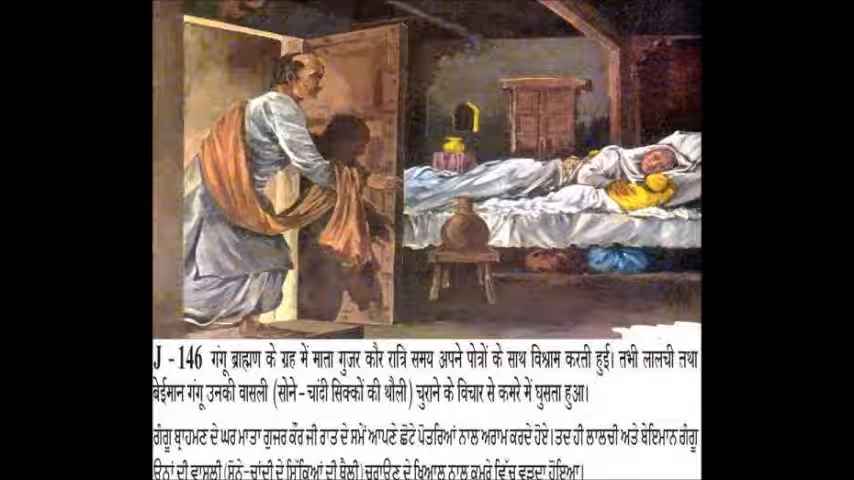 J - 146 गंगू ब्राह्मण के ग्रह में माता गुजर कौर रात्रि समय अपने पोत्रों के साथ विश्राम करती हुई। तभी लालची तथा
बेईमान गंगू उनकी वासली (सोने - चांदी सिक्कों की थौली) चुराने के विचार से कमरे में घुसता हुआ।
ਗੰਗੂ ਬ੍ਰਾਹਮਣ ਦੇ ਘਰ ਮਾਤਾ ਗੁਜਰ ਕੌਰ ਜੀ ਰਾਤ ਦੇ ਸਮੇਂ ਆਪਣੇ ਛੋਟੇ ਪੋਤਰਿਆਂ ਨਾਲ ਅਰਾਮ ਕਰਦੇ ਹੋਏ। ਤਦ ਹੀ ਲਾਲਚੀ ਅਤੇ ਬੇਇਮਾਨ ਗੰਗੂ
ਉਨਾਂ ਦੀ ਵਾਸਲੀ (ਸੋਨੇ-ਚਾਂਦੀ ਦੇ ਸਿੱਕਿਆਂ ਦੀ ਥੈਲੀ) ਚੁਰਾਉਣ ਦੇ ਖਿਆਲ ਨਾਲ ਕਮਰੇ ਵਿੱਚ ਵੜਦਾ ਹੋਇਆ।